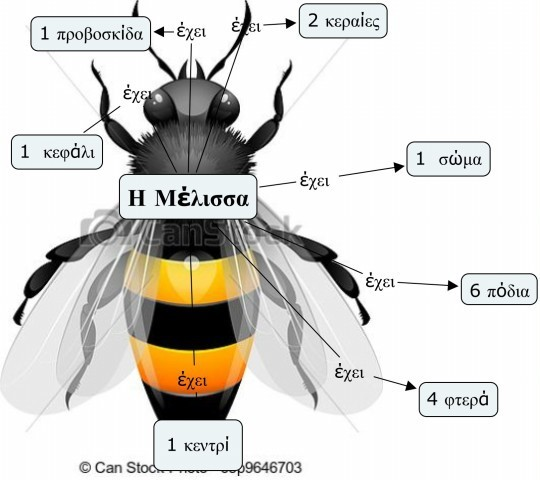 1 προβοσκίδα
έχει
έχει
2 κεραίες
έχει
1 κεφάλι
1 σώμα
Η Μέλισσα
έχει
έχει
6 πόδια
έχει
έχει
4 φτερά
1 κεντρί
© Can Stock Photo - csp9646703